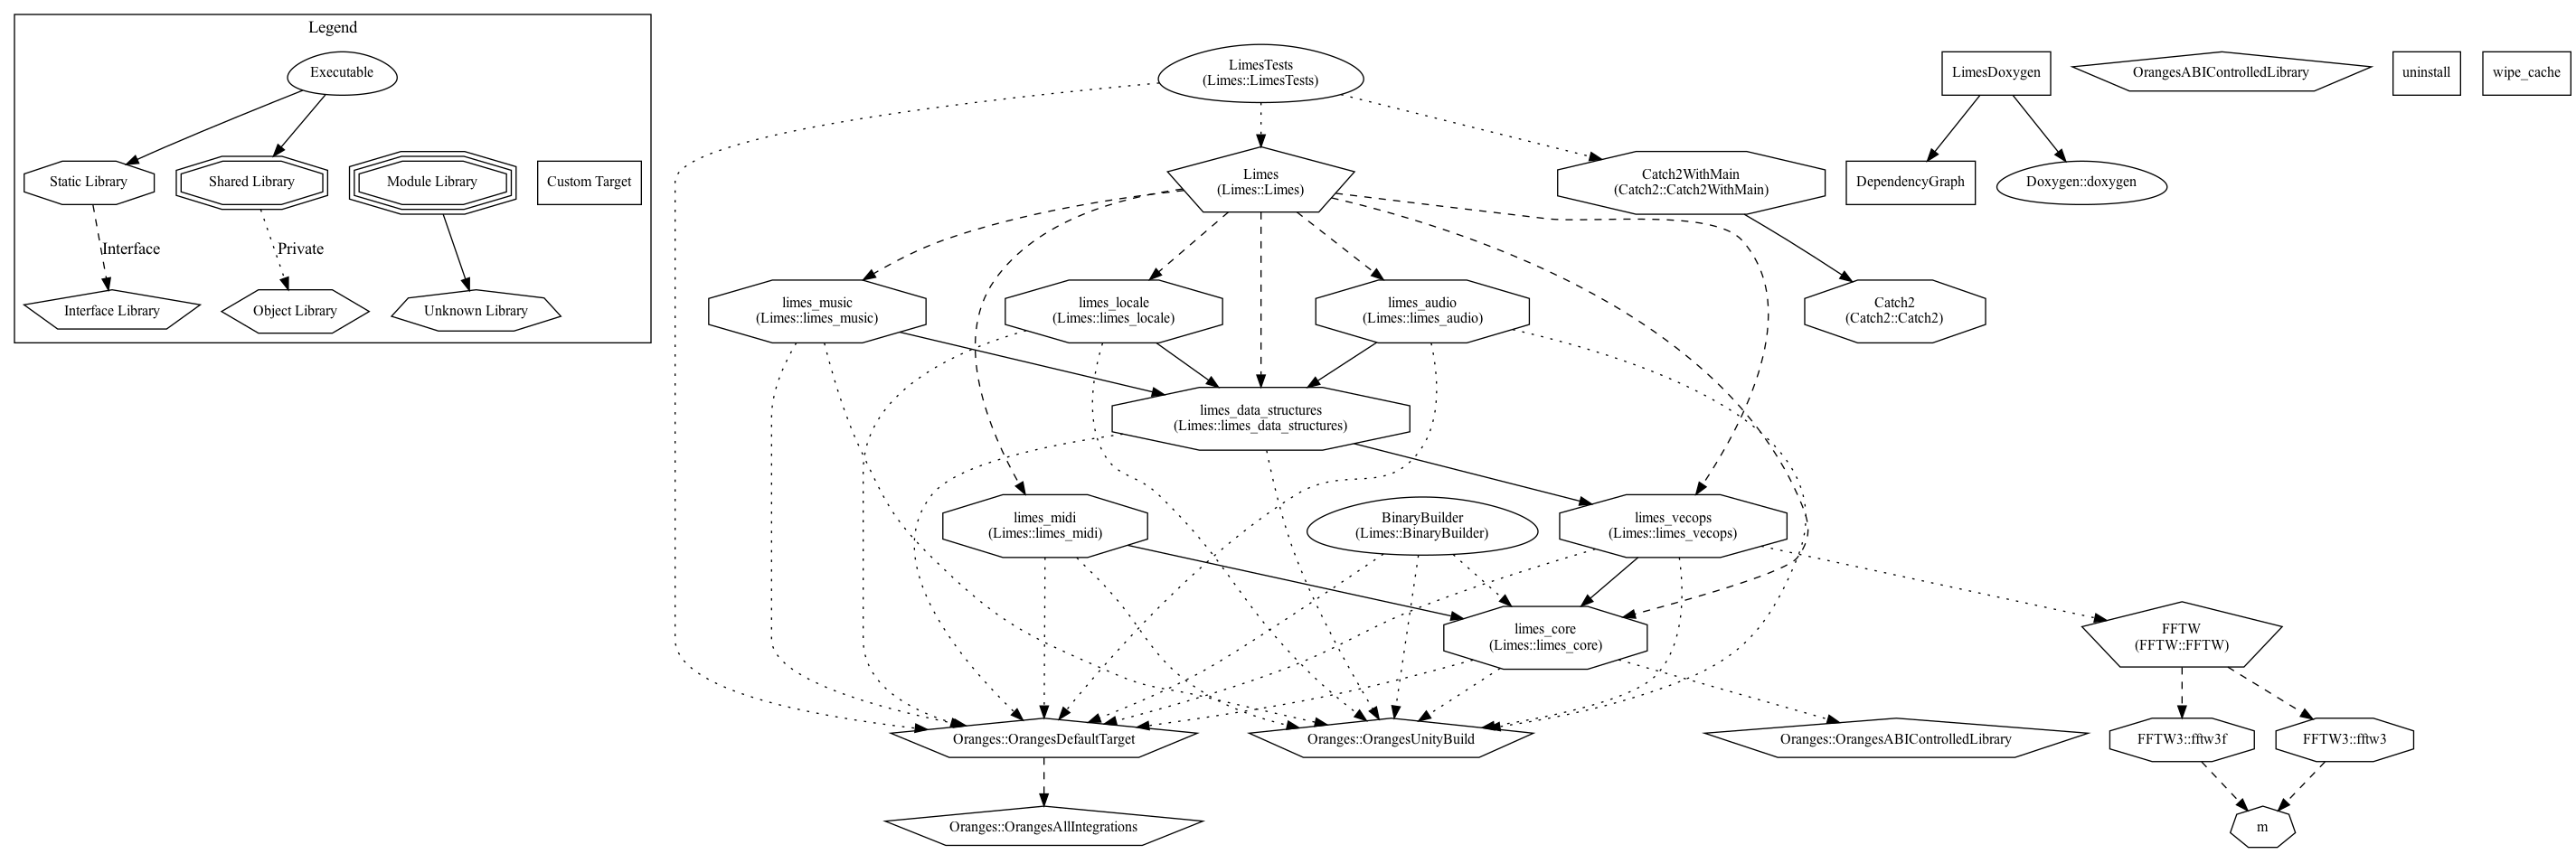 Legend
Executable
Static Library
Shared Library
Module Library
Custom Target
Interface
Private
Interface Library
Object Library
Unknown Library
LimesTests
(Limes::LimesTests)
LimesDoxygen
OrangesABIControlledLibrary
uninstall
wipe_cache
Limes
(Limes::Limes)
Catch2WithMain
(Catch2::Catch2WithMain)
DependencyGraph
Doxygen::doxygen
limes_music
(Limes::limes_music)
limes_locale
(Limes::limes_locale)
limes_audio
(Limes::limes_audio)
Catch2
(Catch2::Catch2)
limes_data_structures
(Limes::limes_data_structures)
limes_midi
(Limes::limes_midi)
BinaryBuilder
(Limes::BinaryBuilder)
limes_vecops
(Limes::limes_vecops)
limes_core
(Limes::limes_core)
FFTW
(FFTW::FFTW)
Oranges::OrangesDefaultTarget
Oranges::OrangesUnityBuild
Oranges::OrangesABIControlledLibrary
FFTW3::fftw3f
FFTW3::fftw3
Oranges::OrangesAllIntegrations
m